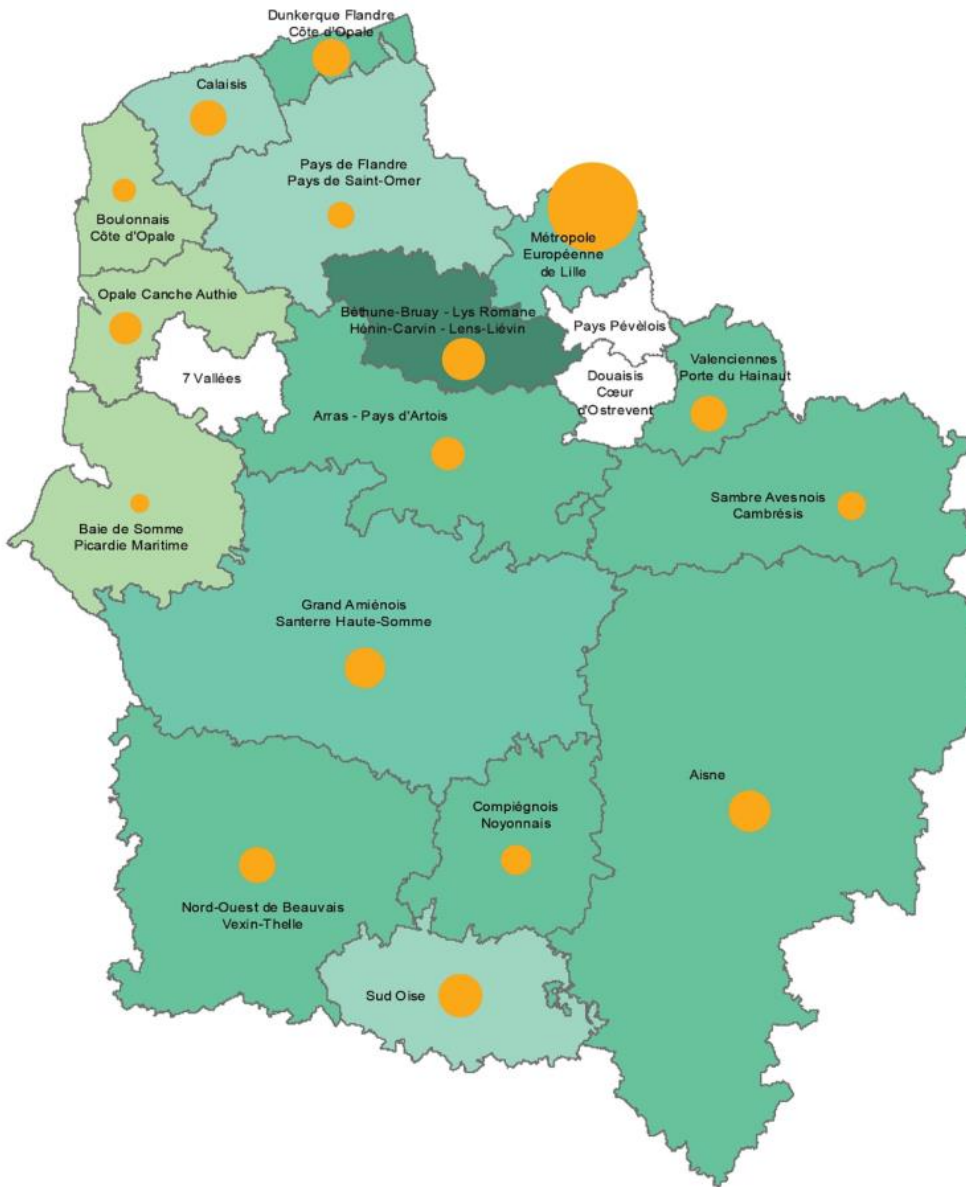 Dunkerque Flandre
Côte d'Opale
Calaisis
Pays de Flandre
Pays de Saint-Omer
Boulonnais
Côte d'Opale
Métropole
Européenne
de Lille
Opale Canche Authie
Béthune-Bruay - Lys Romane
Hénin-Carvin - Lens-Liévin
Pays Pévèlois
7 Vallées
Douaisis
Cœur
d'Ostrevent
Valenciennes
Porte du Hainaut
Arras - Pays d'Artois
Sambre Avesnois
Cambrésis
Baie de Somme
Picardie Maritime
Grand Amiénois
Santerre Haute-Somme
Aisne
Compiégnois
Noyonnais
Nord-Ouest de Beauvais
Vexin-Thelle
Sud Oise